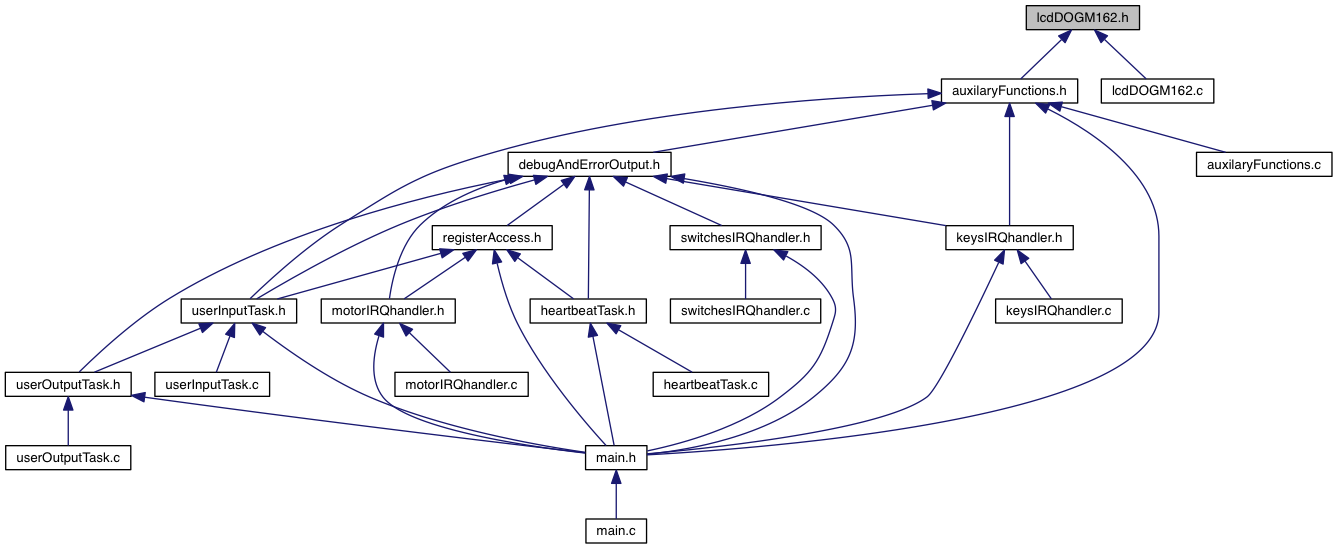 lcdDOGM162.h
auxilaryFunctions.h
lcdDOGM162.c
debugAndErrorOutput.h
auxilaryFunctions.c
registerAccess.h
switchesIRQhandler.h
keysIRQhandler.h
userInputTask.h
motorIRQhandler.h
heartbeatTask.h
switchesIRQhandler.c
keysIRQhandler.c
userOutputTask.h
userInputTask.c
motorIRQhandler.c
heartbeatTask.c
userOutputTask.c
main.h
main.c